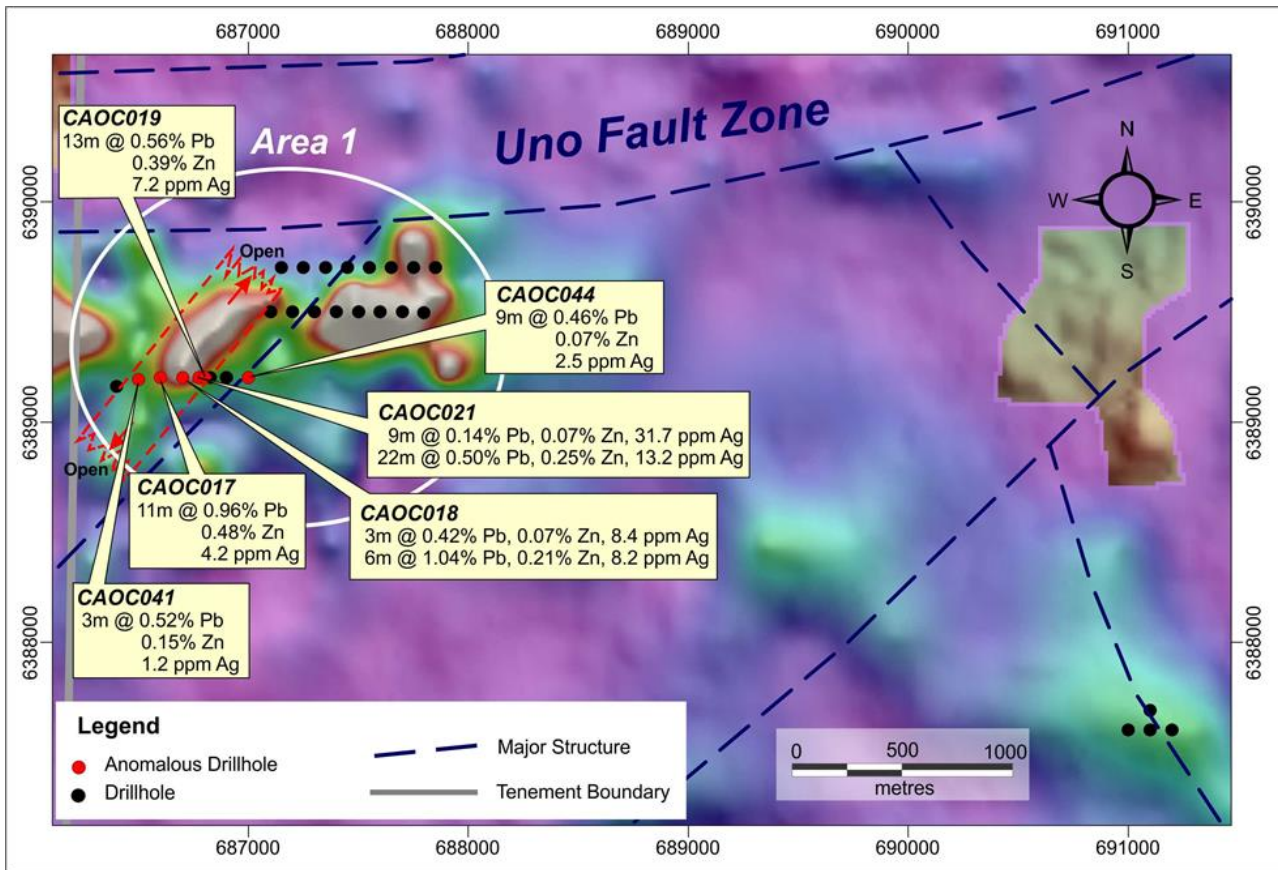 687000 688000 689000 690000 691000
6390000
6389000
6388000
6390000
6389000
6388000
CAOC019
13m @ 0.56% Pb
0.39% Zn
7.2 ppm Ag
Area 1
Uno Fault Zone
N
W E
S
Open
CAOC044
9m @ 0.46% Pb
0.07% Zn
2.5 ppm Ag
CAOC021
9m @ 0.14% Pb, 0.07% Zn, 31.7 ppm Ag
22m @ 0.50% Pb, 0.25% Zn, 13.2 ppm Ag
Open
CAOC017
11m @ 0.96% Pb
0.48% Zn
4.2 ppm Ag
CAOC018
3m @ 0.42% Pb, 0.07% Zn, 8.4 ppm Ag
6m @ 1.04% Pb, 0.21% Zn, 8.2 ppm Ag
CAOC041
3m @ 0.52% Pb
0.15% Zn
1.2 ppm Ag
Legend
Anomalous Drillhole
Drillhole
Major Structure
Tenement Boundary
0 500 1000
metres
687000 688000 689000 690000 691000